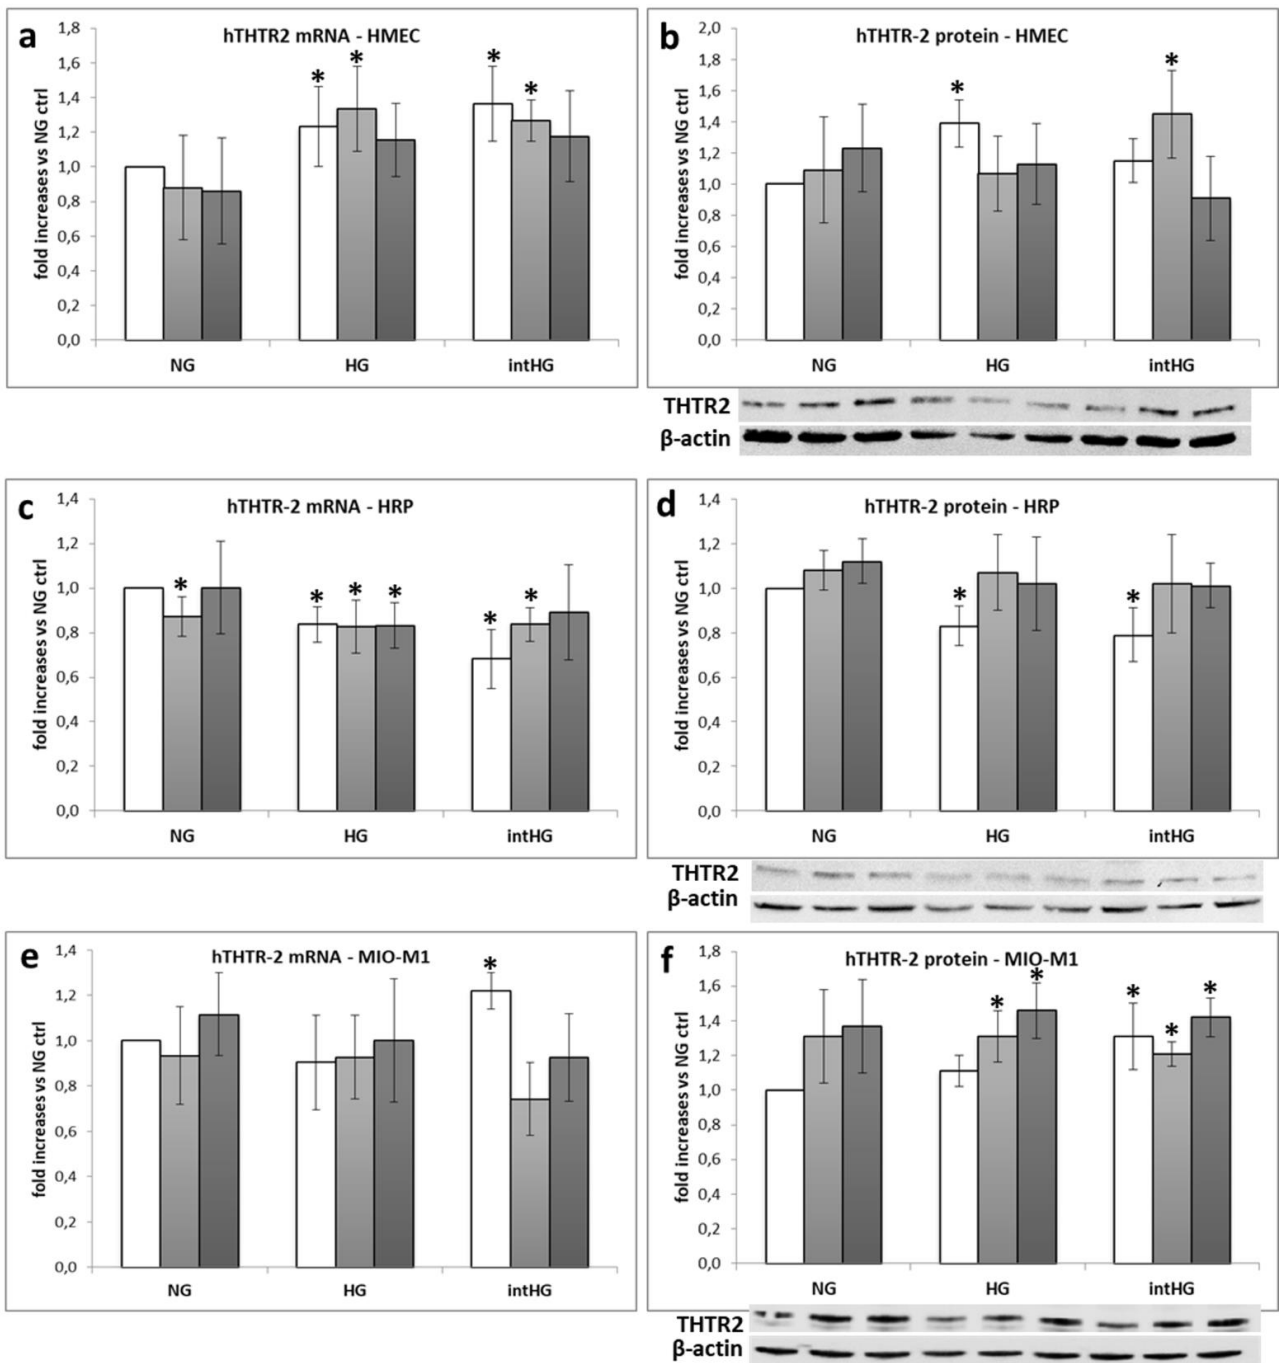 a
hTHTR2 mRNA - HMEC
fold increases vs NG ctrl
1,8
1,6
1,4
1,2
1,0
0,8
0,6
0,4
0,2
0,0
* * * *
NG HG intHG
b
hTHTR-2 protein - HMEC
fold increases vs NG ctrl
2,0
1,8
1,6
1,4
1,2
1,0
0,8
0,6
0,4
0,2
0,0
* *
NG HG intHG
THTR2
β-actin
c
hTHTR-2 mRNA - HRP
fold increases vs NG ctrl
1,4
1,2
1,0
0,8
0,6
0,4
0,2
0,0
* * * * * *
NG HG intHG
d
hTHTR-2 protein - HRP
fold increases vs NG ctrl
1,4
1,2
1,0
0,8
0,6
0,4
0,2
0,0
* *
NG HG intHG
THTR2
β-actin
e
hTHTR-2 mRNA - MIO-M1
fold increases vs NG ctrl
1,4
1,2
1,0
0,8
0,6
0,4
0,2
0,0
*
NG HG intHG
f
hTHTR-2 protein - MIO-M1
fold increases vs NG ctrl
1,8
1,6
1,4
1,2
1,0
0,8
0,6
0,4
0,2
0,0
* * * * *
NG HG intHG
THTR2
β-actin